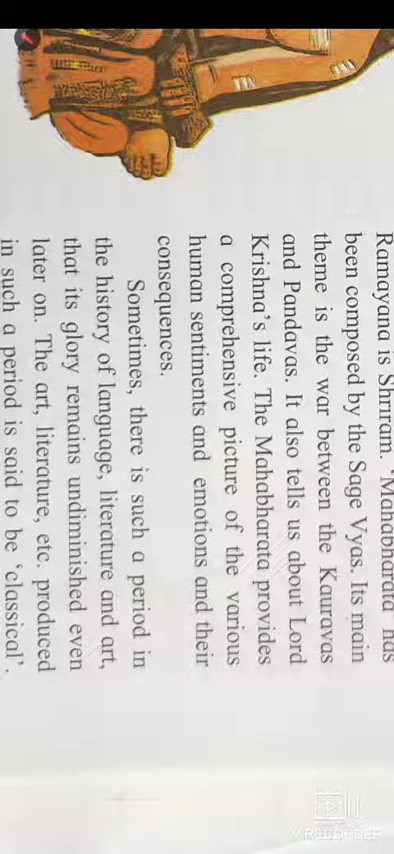 Ramayana is Shriram. 'Mahabharata' has
been composed by the Sage Vyas. Its main
theme is the war between the Kauravas
and Pandavas. It also tells us about Lord
Krishna's life. The Mahabharata provides
a comprehensive picture of the various
human sentiments and emotions and their
consequences.
Sometimes, there is such a period in
the history of language, literature and art,
that its glory remains undiminished even
later on. The art, literature, etc. produced
in such a period is said to be 'classical'.
VRECORDER